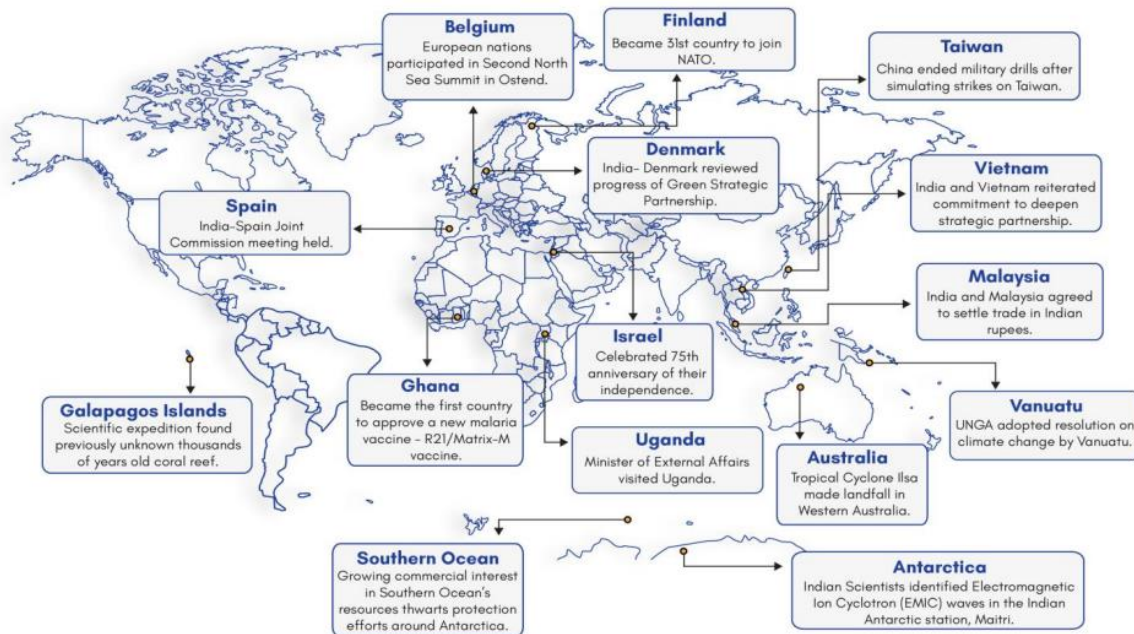 Belgium
European nations
participated in Second North
Sea Summit in Ostend.
Finland
Became 31st country to join
NATO.
Taiwan
China ended military drills after
simulating strikes on Taiwan.
Denmark
India- Denmark reviewed
progress of Green Strategic
Partnership.
Vietnam
India and Vietnam reiterated
commitment to deepen
strategic partnership.
Spain
India-Spain Joint
Commission meeting held.
Malaysia
India and Malaysia agreed
to settle trade in Indian
rupees.
Israel
Celebrated 75th
anniversary of their
independence.
Ghana
Became the first country
to approve a new malaria
vaccine - R21/Matrix-M
vaccine.
Galapagos Islands
Scientific expedition found
previously unknown thousands
of years old coral reef.
Vanuatu
UNGA adopted resolution on
climate change by Vanuatu.
Uganda
Minister of External Affairs
visited Uganda.
Australia
Tropical Cyclone Ilsa
made landfall in
Western Australia.
Southern Ocean
Growing commercial interest
in Southern Ocean's
resources thwarts protection
efforts around Antarctica.
Antarctica
Indian Scientists identified Electromagnetic
Ion Cyclotron (EMIC) waves in the Indian
Antarctic station, Maitri.